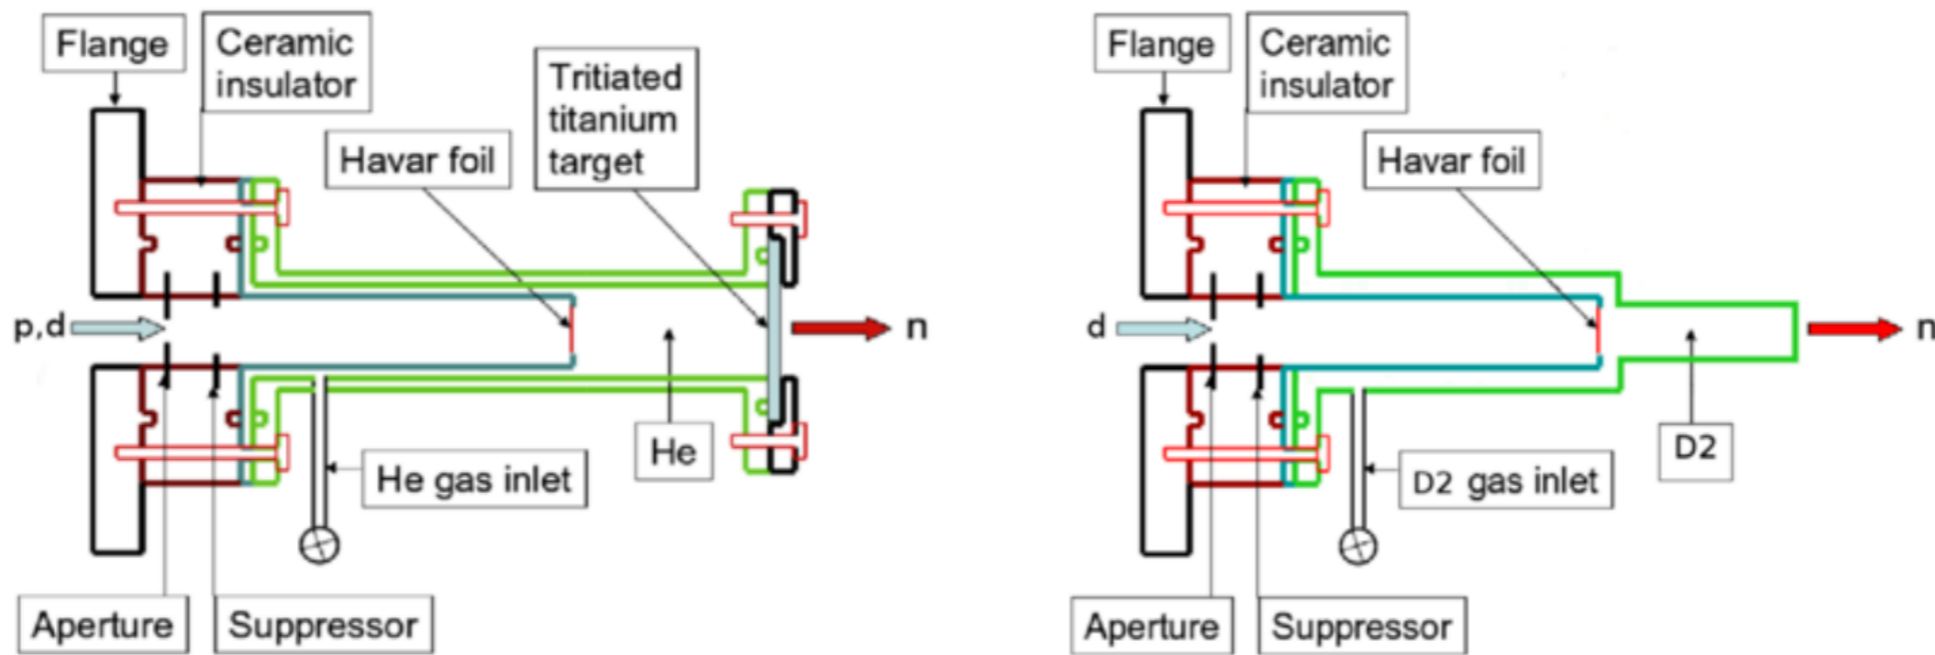 Flange
Ceramic
insulator
Tritiated
titanium
target
Havar foil
p,d
n
He
He gas inlet
Aperture
Suppressor
Flange
Ceramic
insulator
Havar foil
d
n
D2
D2 gas inlet
Aperture
Suppressor